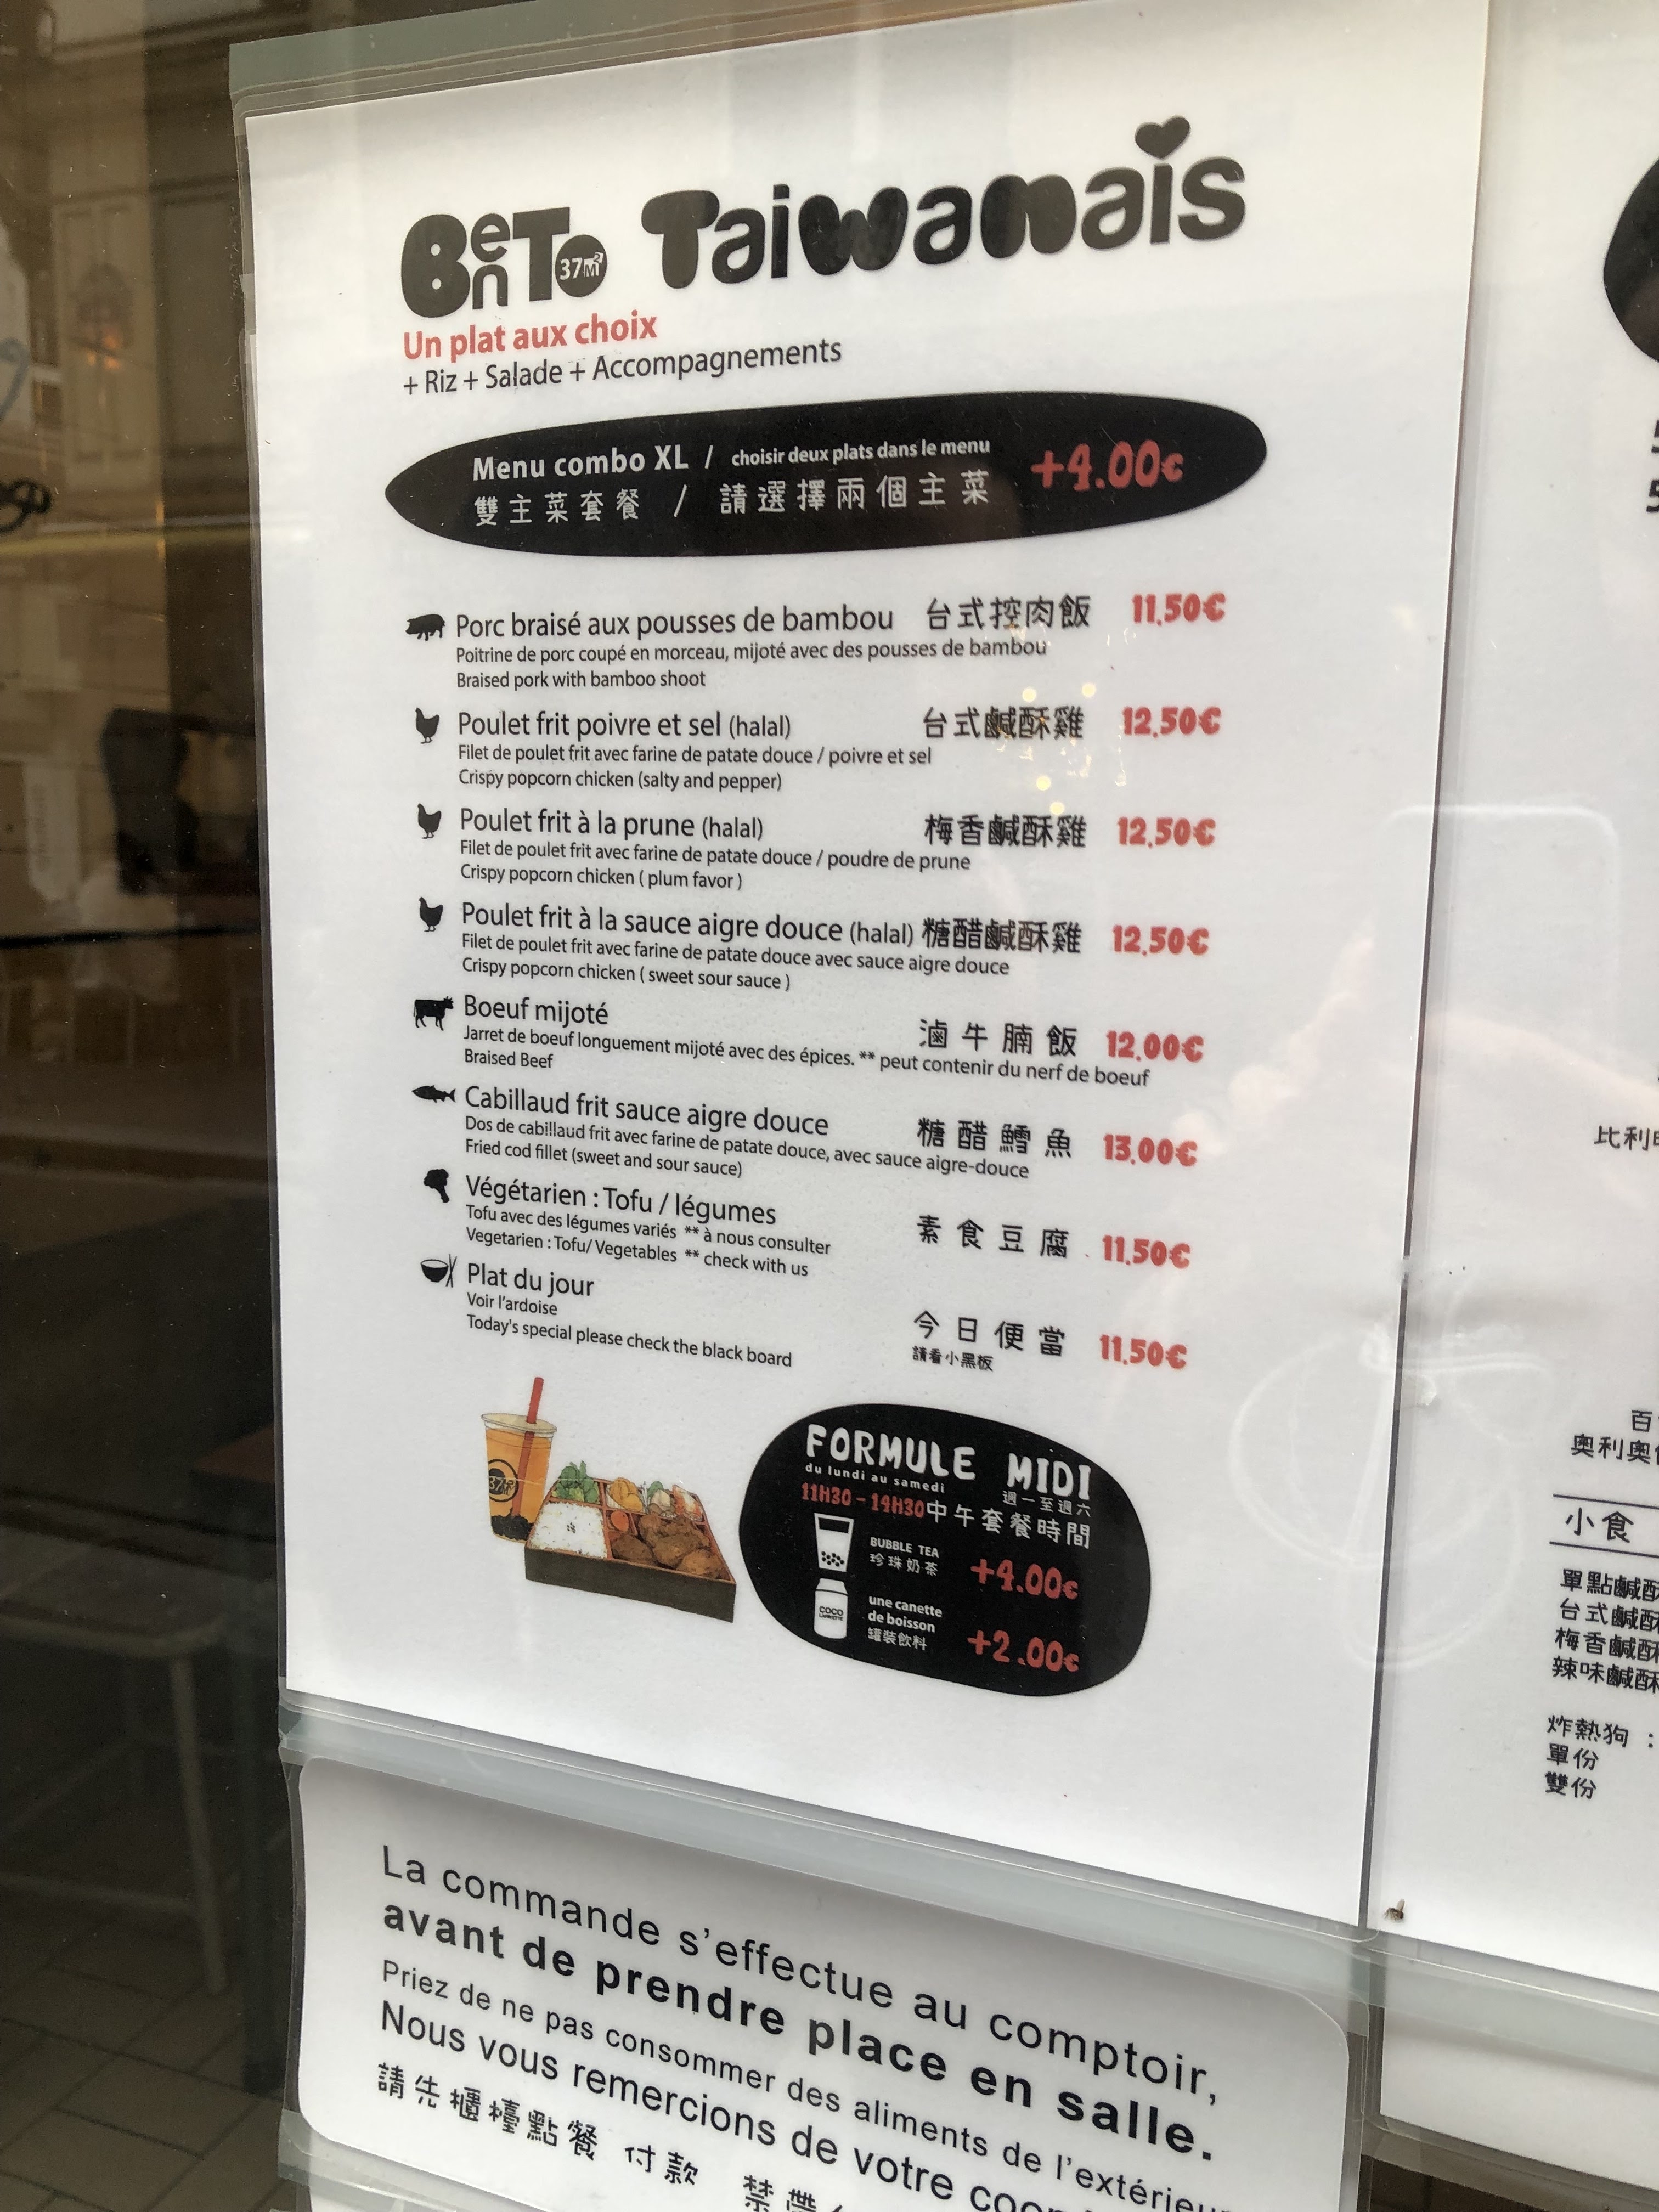 BenTo 37M² Taiwanais
Un plat aux choix
+ Riz + Salade + Accompagnements
Menu combo XL / choisir deux plats dans le menu +4.00€
雙主菜套餐 / 請選擇兩個主菜
Porc braisé aux pousses de bambou 台式控肉飯 11.50€
Poitrine de porc coupé en morceau, mijoté avec des pousses de bambou
Braised pork with bamboo shoot
Poulet frit poivre et sel (halal) 台式鹹酥雞 12.50€
Filet de poulet frit avec farine de patate douce / poivre et sel
Crispy popcorn chicken (salty and pepper)
Poulet frit à la prune (halal) 梅香鹹酥雞 12.50€
Filet de poulet frit avec farine de patate douce / poudre de prune
Crispy popcorn chicken ( plum favor )
Poulet frit à la sauce aigre douce (halal) 糖醋鹹酥雞 12.50€
Filet de poulet frit avec farine de patate douce avec sauce aigre douce
Crispy popcorn chicken ( sweet sour sauce )
Boeuf mijoté 滷牛腩飯 12.00€
Jarret de boeuf longuement mijoté avec des épices. ** peut contenir du nerf de boeuf
Braised Beef
Cabillaud frit sauce aigre douce 糖醋鱈魚 13.00€
Dos de cabillaud frit avec farine de patate douce, avec sauce aigre-douce
Fried cod fillet (sweet and sour sauce)
Végétarien : Tofu / légumes 素食豆腐 11.50€
Tofu avec des légumes variés ** à nous consulter
Vegetarien : Tofu/ Vegetables ** check with us
Plat du jour 今日便當 11.50€
Voir l'ardoise 請看小黑板
Today's special please check the black board
FORMULE MIDI
du lundi au samedi 週一至週六
11H30 - 14H30 中午套餐時間
BUBBLE TEA
珍珠奶茶 +4.00€
COCO
une canette
de boisson
罐裝飲料 +2.00€
La commande s'effectue au comptoir,
avant de prendre place en salle.
Priez de ne pas consommer des aliments de l'extérieu
Nous vous remercions de votre
請先櫃檯點餐 付款 禁帶
比利
百
奧利奧
小食
單點鹹酥
台式鹹酥
梅香鹹酥
辣味鹹酥
炸熱狗 :
單份
雙份